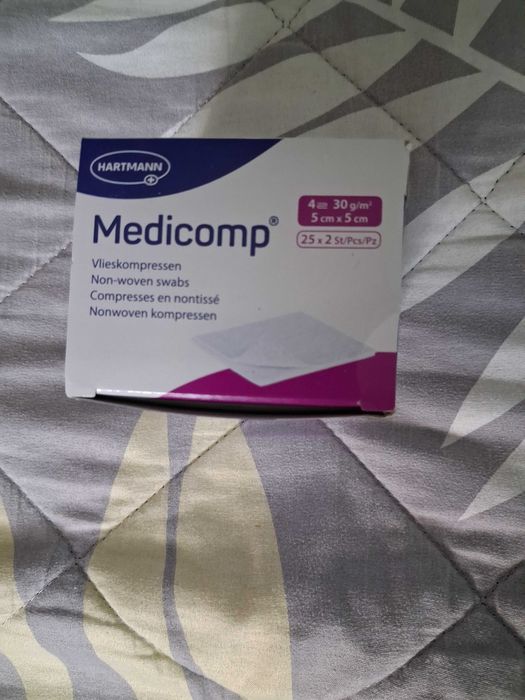 HARTMANN
Medicomp®
4 30 g/m²
5 cm x 5 cm
25 x 2 St/Pcs/Pz
Vlieskompressen
Non-woven swabs
Compresses en nontissé
Nonwoven kompressen